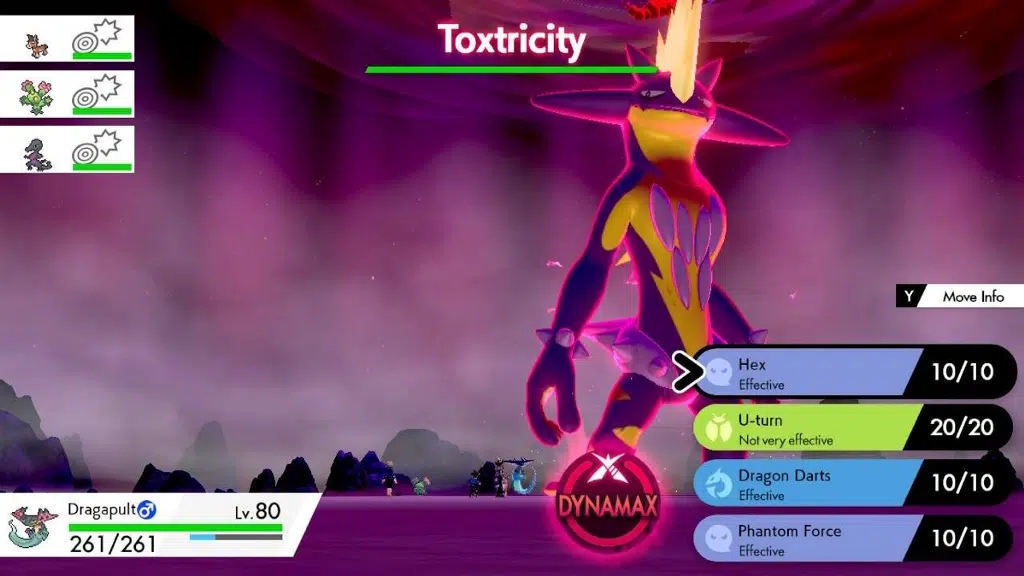 Toxtricity
Y Move Info
Hex
Effective
10/10
U-turn
Not very effective
20/20
Dragon Darts
Effective
10/10
Phantom Force
Effective
10/10
DYNAMAX
Dragapult♂ Lv.80
261/261